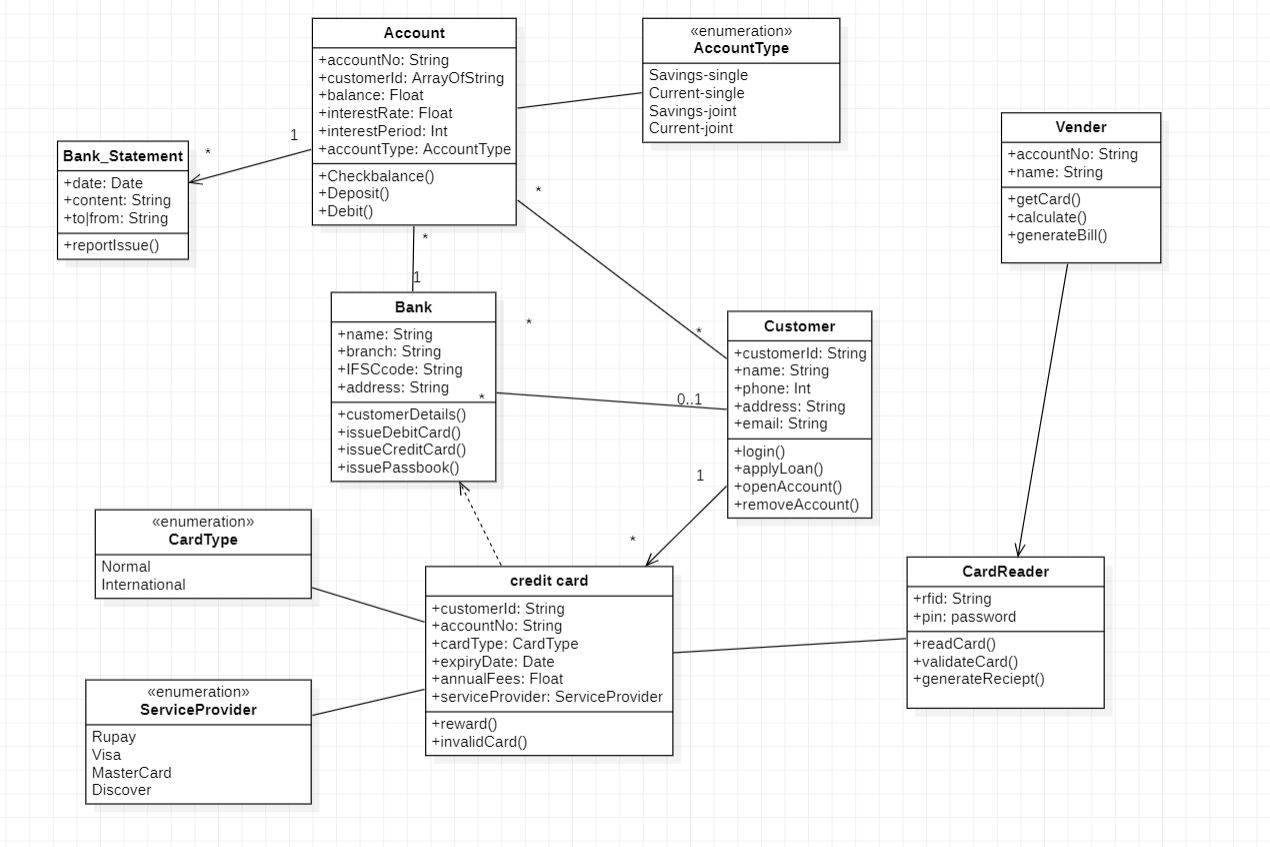 Account
+accountNo: String
+customerId: ArrayOfString
+balance: Float
+interestRate: Float
+interestPeriod: Int
+accountType: AccountType
+Checkbalance()
+Deposit()
+Debit()
«enumeration»
AccountType
Savings-single
Current-single
Savings-joint
Current-joint
Vender
+accountNo: String
+name: String
+getCard()
+calculate()
+generateBill()
1
*
Bank_Statement
+date: Date
+content: String
+to|from: String
+reportIssue()
*
*
1
Bank
+name: String
+branch: String
+IFSCcode: String
+address: String
+customerDetails()
+issueDebitCard()
+issueCreditCard()
+issuePassbook()
*
*
*
0..1
Customer
+customerId: String
+name: String
+phone: Int
+address: String
+email: String
+login()
+applyLoan()
+openAccount()
+removeAccount()
1
*
«enumeration»
CardType
Normal
International
credit card
+customerId: String
+accountNo: String
+cardType: CardType
+expiryDate: Date
+annualFees: Float
+serviceProvider: ServiceProvider
+reward()
+invalidCard()
CardReader
+rfid: String
+pin: password
+readCard()
+validateCard()
+generateReciept()
«enumeration»
ServiceProvider
Rupay
Visa
MasterCard
Discover